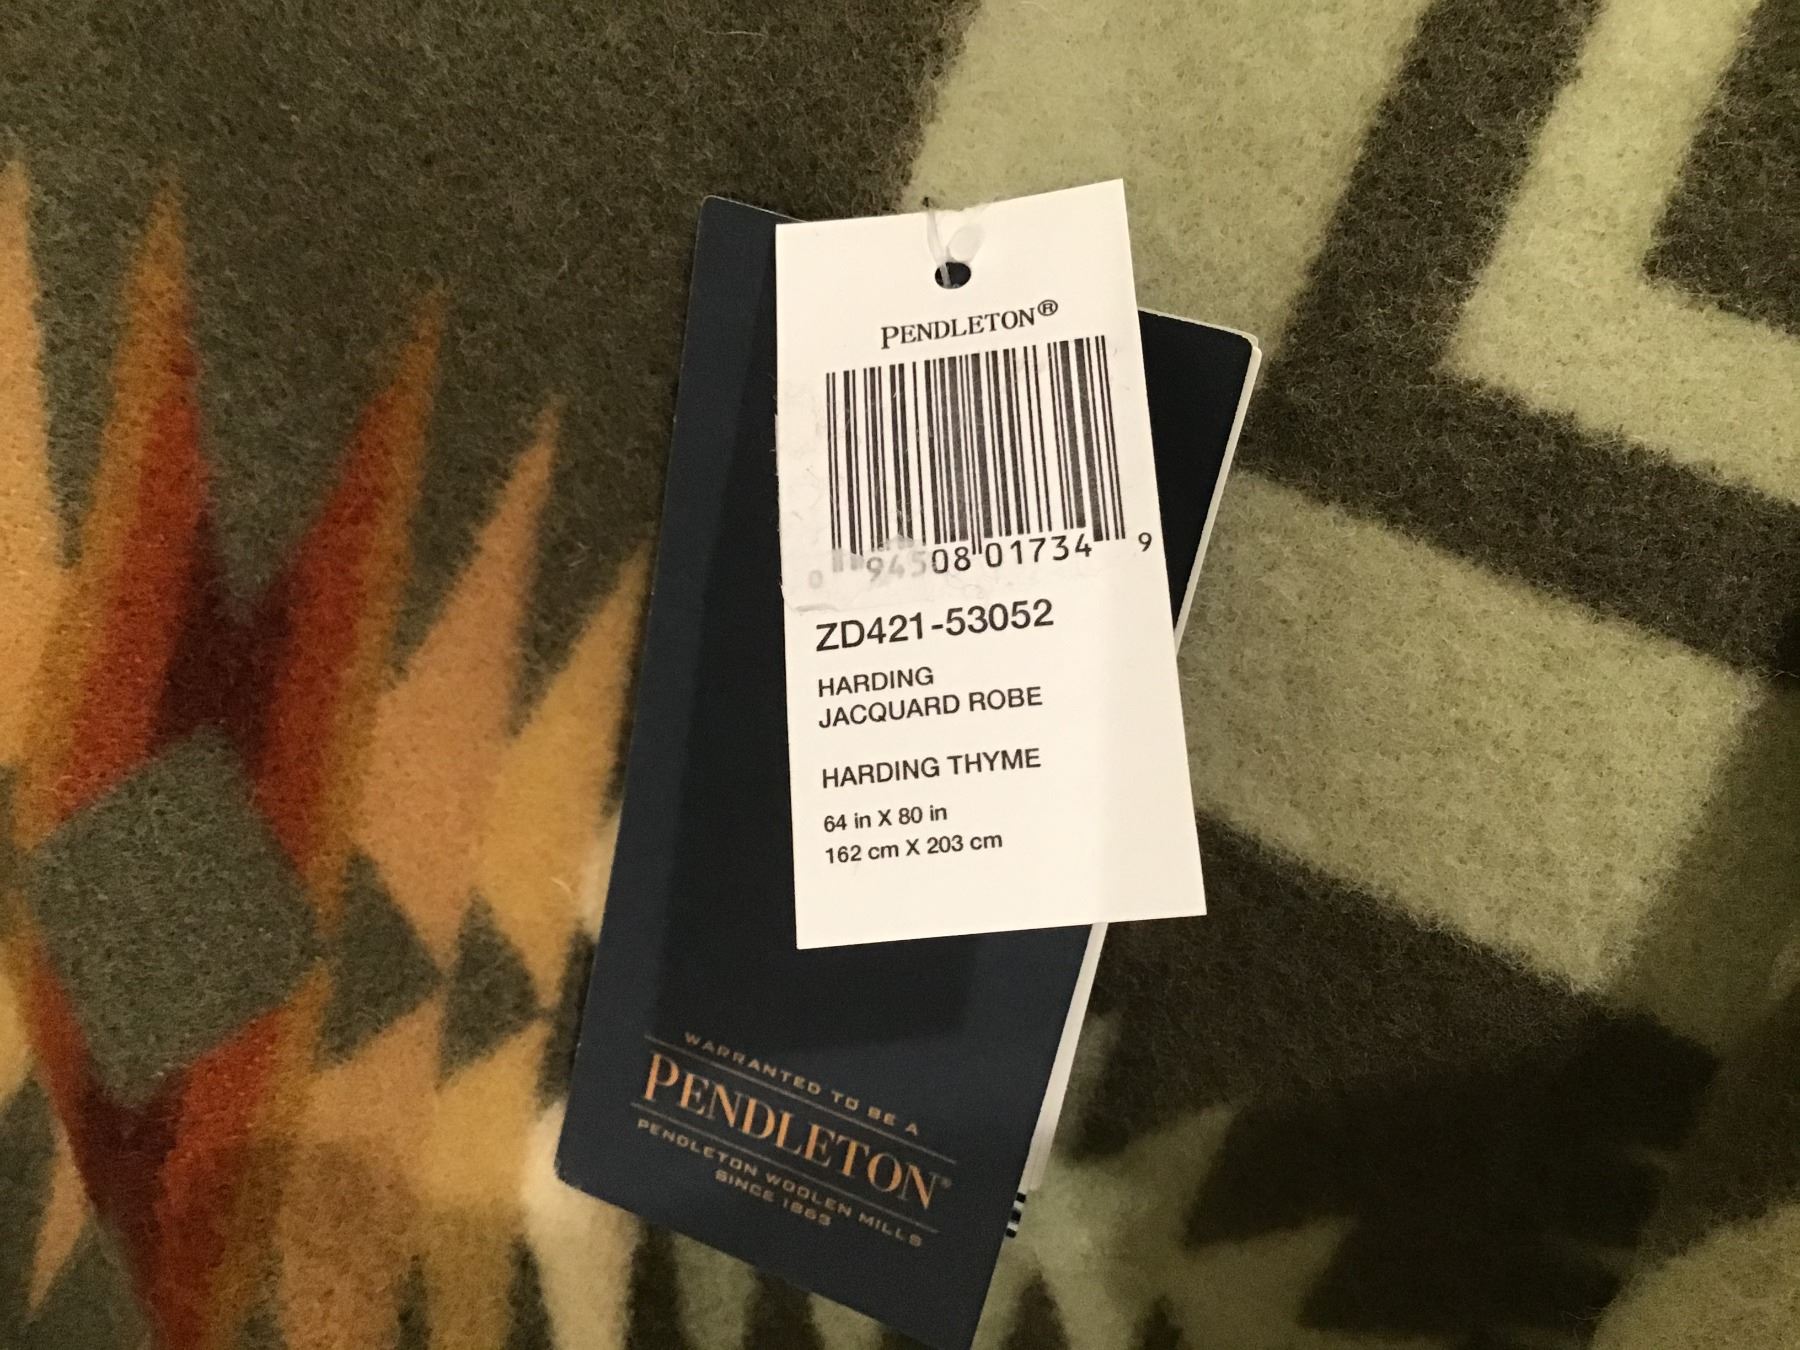 PENDLETON®
0 94508 01734 9
ZD421-53052
HARDING
JACQUARD ROBE
HARDING THYME
64 in X 80 in
162 cm X 203 cm
WARRANTED TO BE A
PENDLETON®
PENDLETON WOOLEN MILLS
SINCE 1863